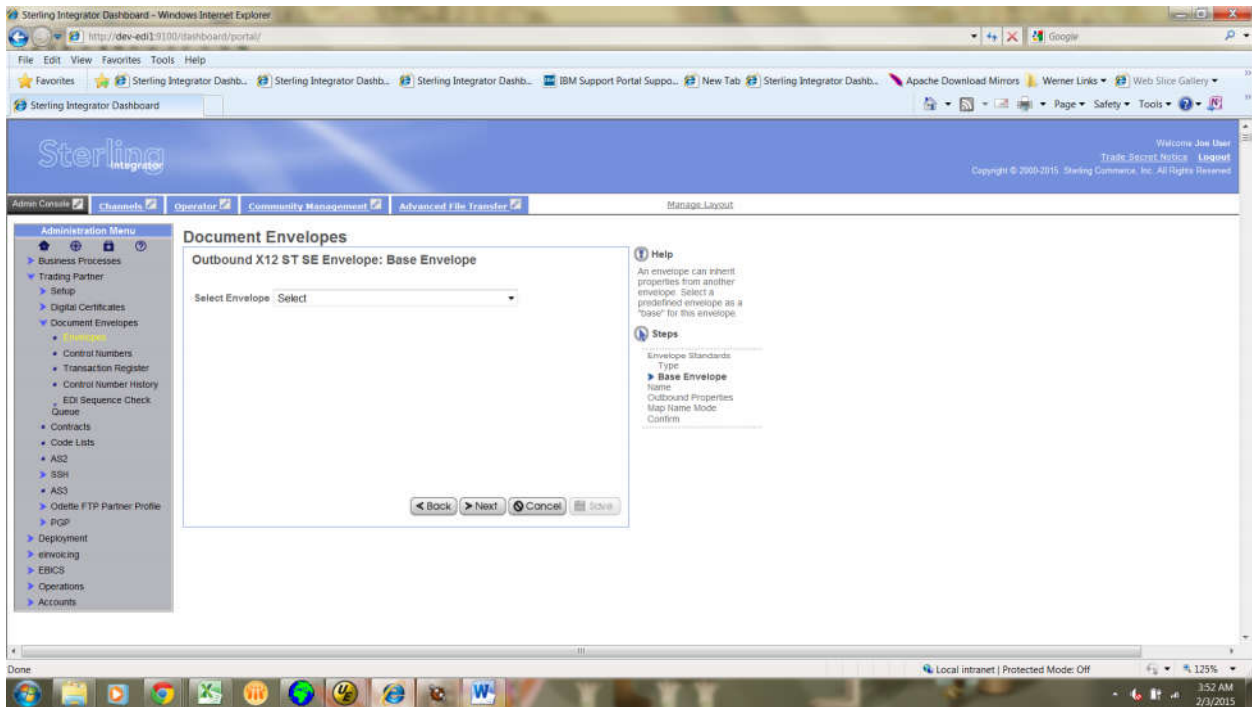 Sterling Integrator Dashboard - Windows Internet Explorer
http://dev-edi1:9100/dashboard/portal/
Google
File Edit View Favorites Tools Help
Favorites Sterling Integrator Dashb... Sterling Integrator Dashb... Sterling Integrator Dashb... IBM Support Portal Suppo... New Tab Sterling Integrator Dashb... Apache Download Mirrors Werner Links Web Slice Gallery
Sterling Integrator Dashboard
Page Safety Tools
Sterling
Integrator
Welcome Joe User
Trade Secret Notice Logout
Copyright © 2000-2015 Sterling Commerce, Inc. All Rights Reserved
Admin Console Channels Operator Community Management Advanced File Transfer Manage Layout
Administration Menu
Business Processes
Trading Partner
Setup
Digital Certificates
Document Envelopes
Envelopes
Control Numbers
Transaction Register
Control Number History
EDI Sequence Check
Queue
Contracts
Code Lists
AS2
SSH
AS3
Odette FTP Partner Profile
PGP
Deployment
eInvoicing
EBICS
Operations
Accounts
Document Envelopes
Outbound X12 ST SE Envelope: Base Envelope
Select Envelope Select
Back Next Cancel Save
Help
An envelope can inherit
properties from another
envelope. Select a
predefined envelope as a
"base" for this envelope.
Steps
Envelope Standards
Type
Base Envelope
Name
Outbound Properties
Map Name Mode
Confirm
Done
Local intranet | Protected Mode: Off
125%
3:52 AM
2/3/2015